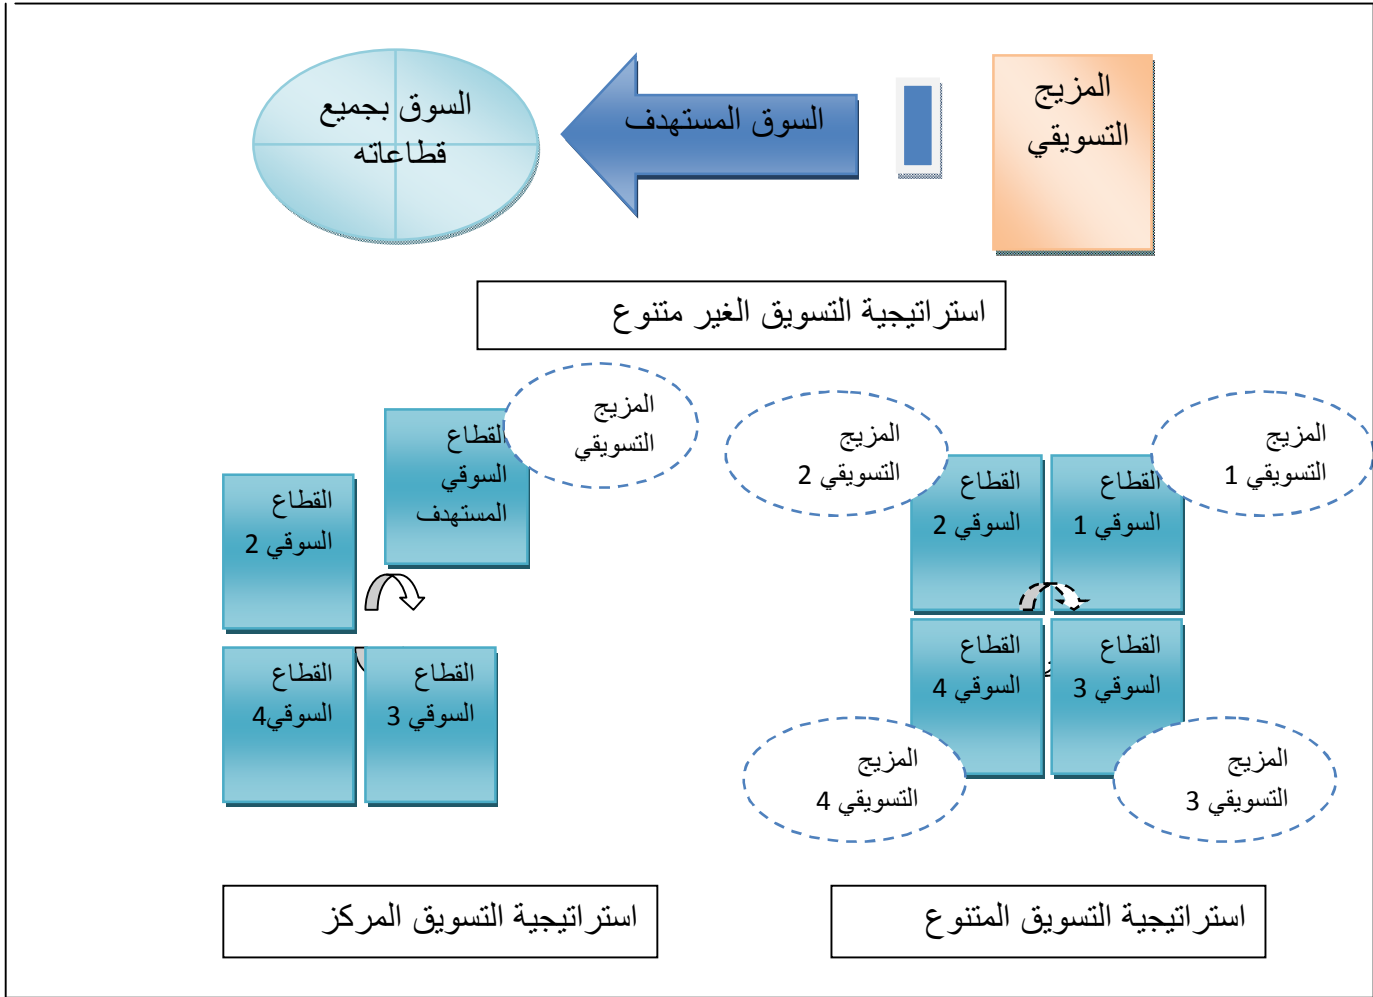 المزيج
التسويقي
السوق المستهدف
السوق بجميع
قطاعاته
استراتيجية التسويق الغير متنوع
المزيج
التسويقي 1
المزيج
التسويقي 2
القطاع
السوقي 1
القطاع
السوقي 2
القطاع
السوقي 3
القطاع
السوقي 4
المزيج
التسويقي 3
المزيج
التسويقي 4
المزيج
التسويقي
القطاع
السوقي
المستهدف
القطاع
السوقي 2
القطاع
السوقي 3
القطاع
السوقي4
استراتيجية التسويق المتنوع
استراتيجية التسويق المركز